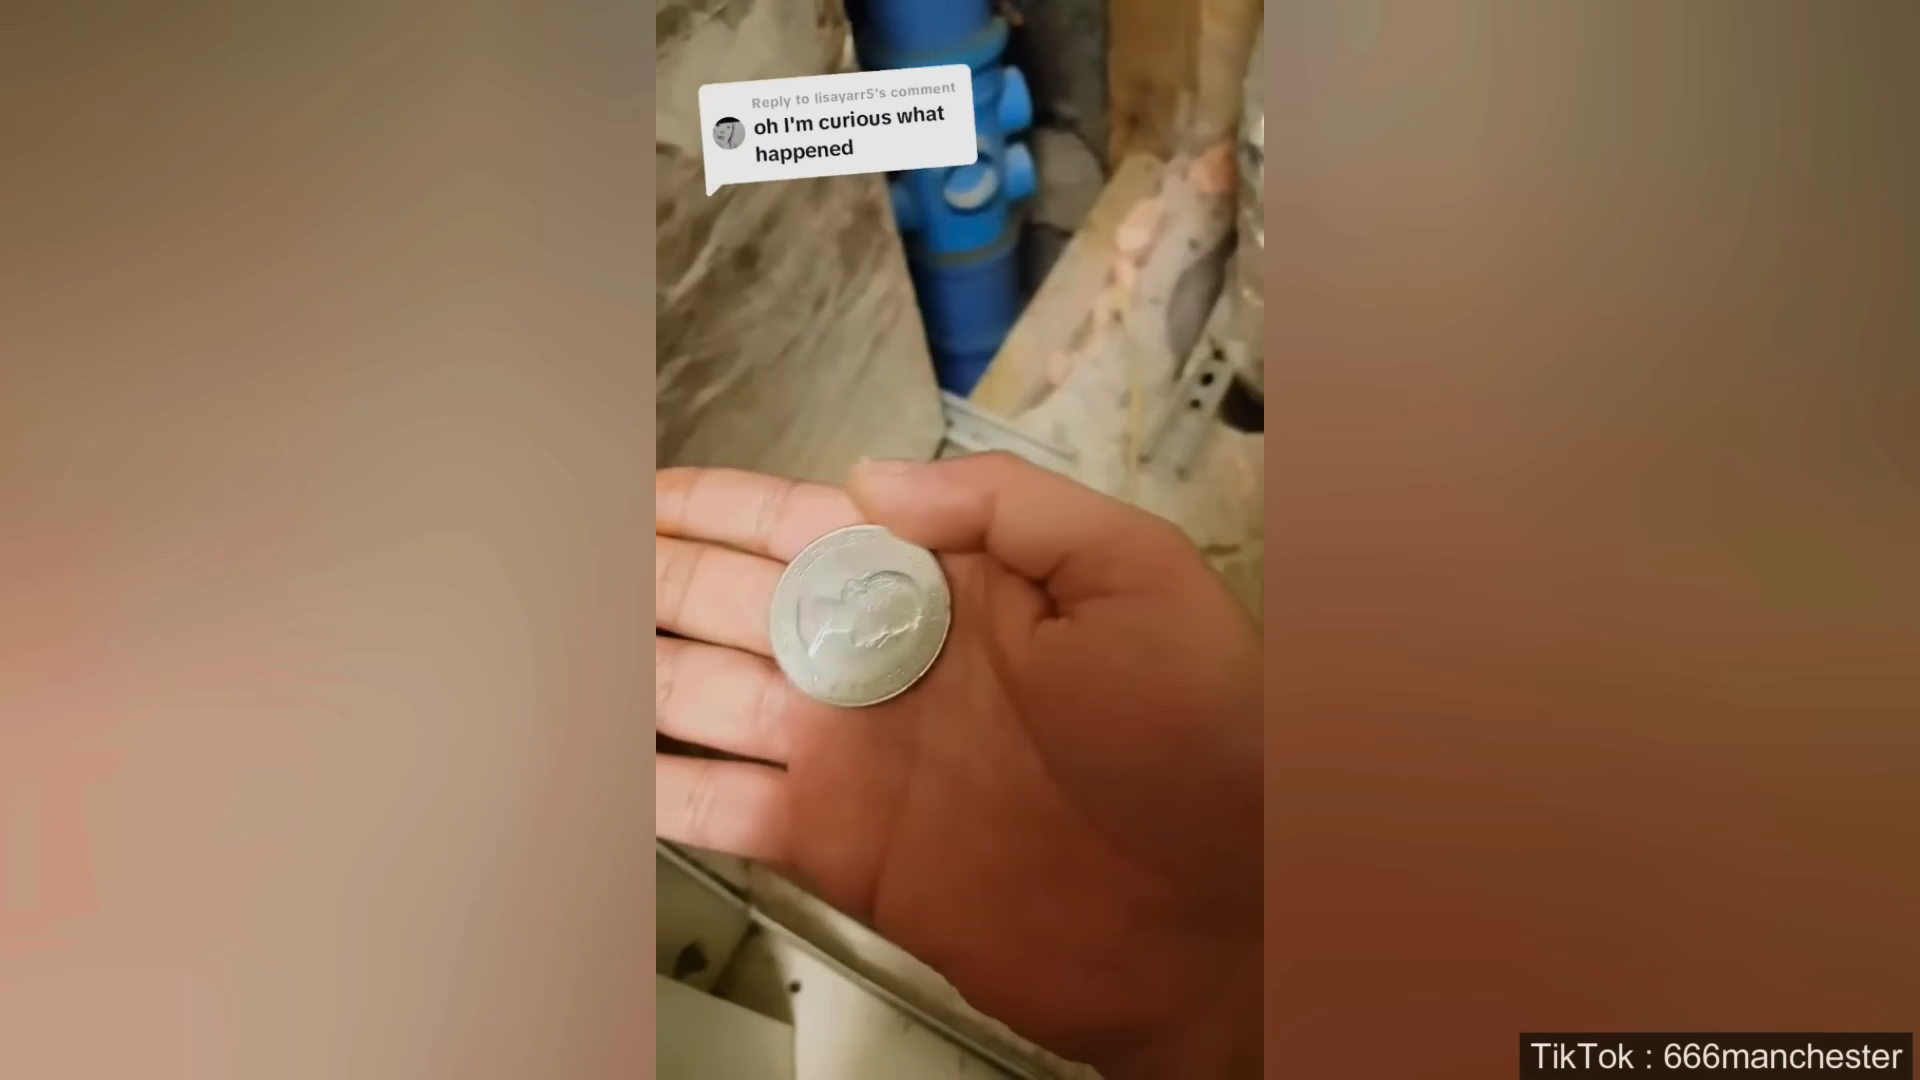 Reply to lisayarr5's comment
oh I'm curious what
happened
TikTok : 666manchester